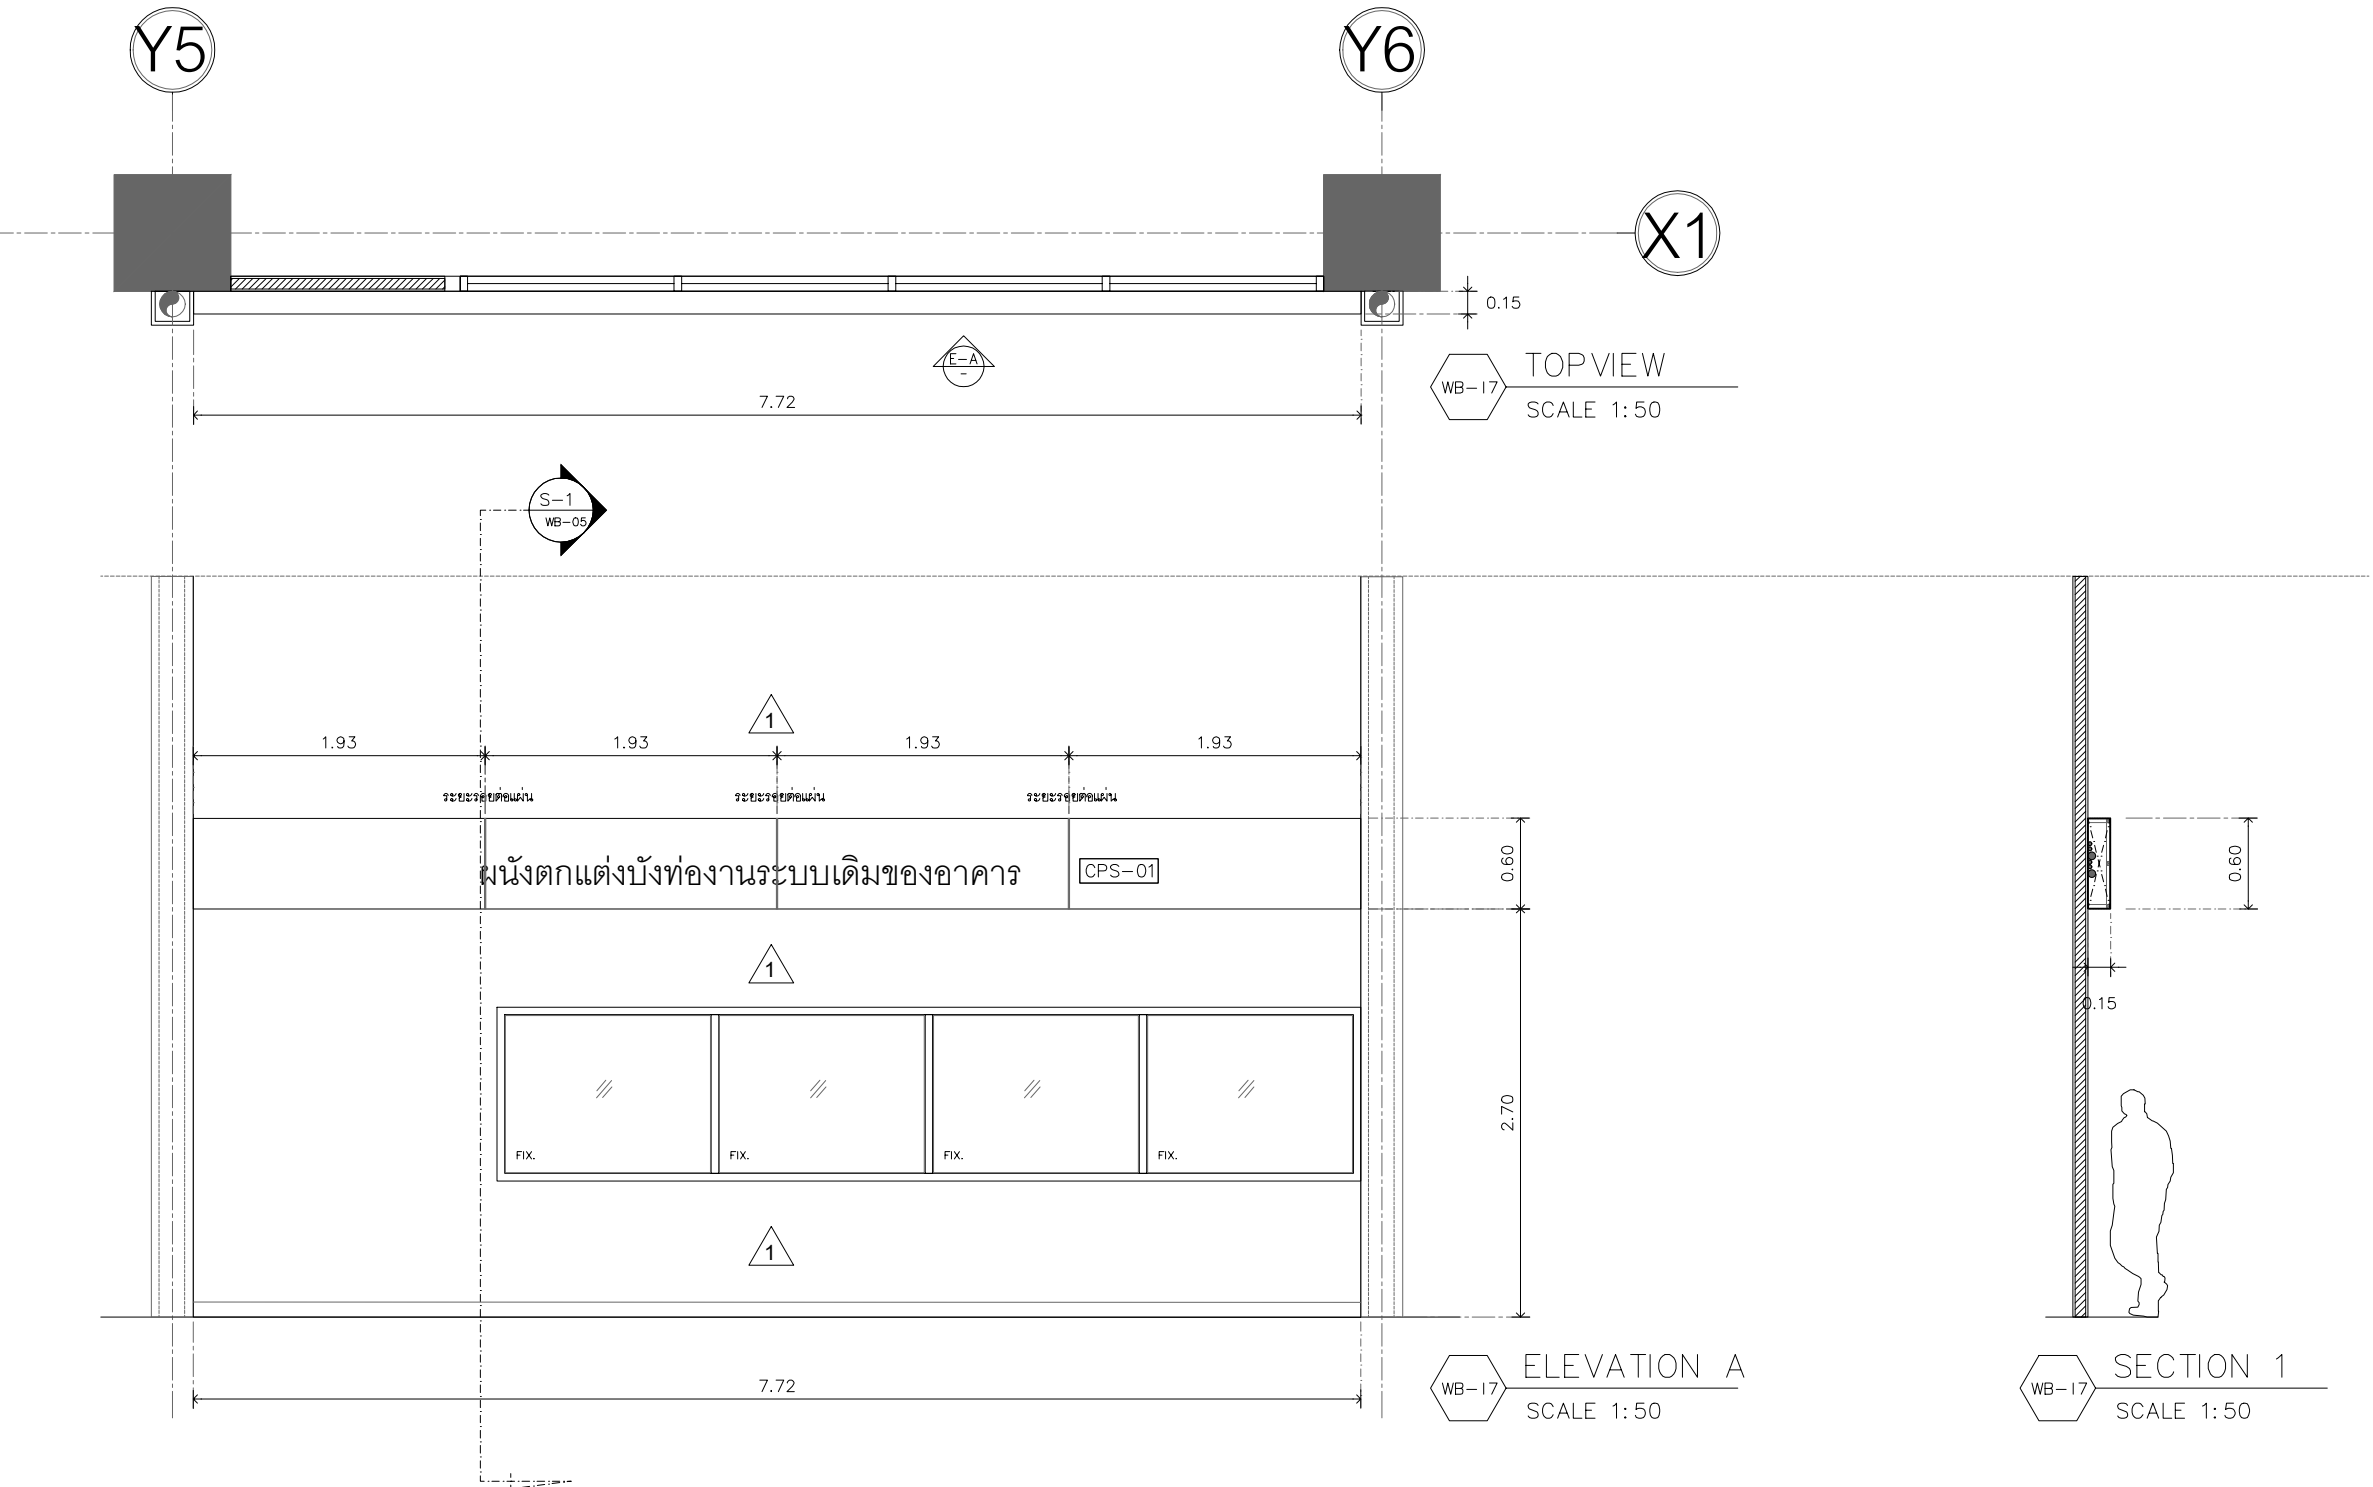 Y5
Y6
X1
0.15
E-A
-
WB-17
TOPVIEW
SCALE 1:50
7.72
S-1
WB-05
1
1.93
1.93
1.93
1.93
ระยะรอยต่อแผ่น
ระยะรอยต่อแผ่น
ระยะรอยต่อแผ่น
ผนังตกแต่งบังท่องานระบบเดิมของอาคาร
CPS-01
0.60
0.60
1
0.15
2.70
FIX.
FIX.
FIX.
FIX.
1
7.72
WB-17
ELEVATION A
SCALE 1:50
WB-17
SECTION 1
SCALE 1:50